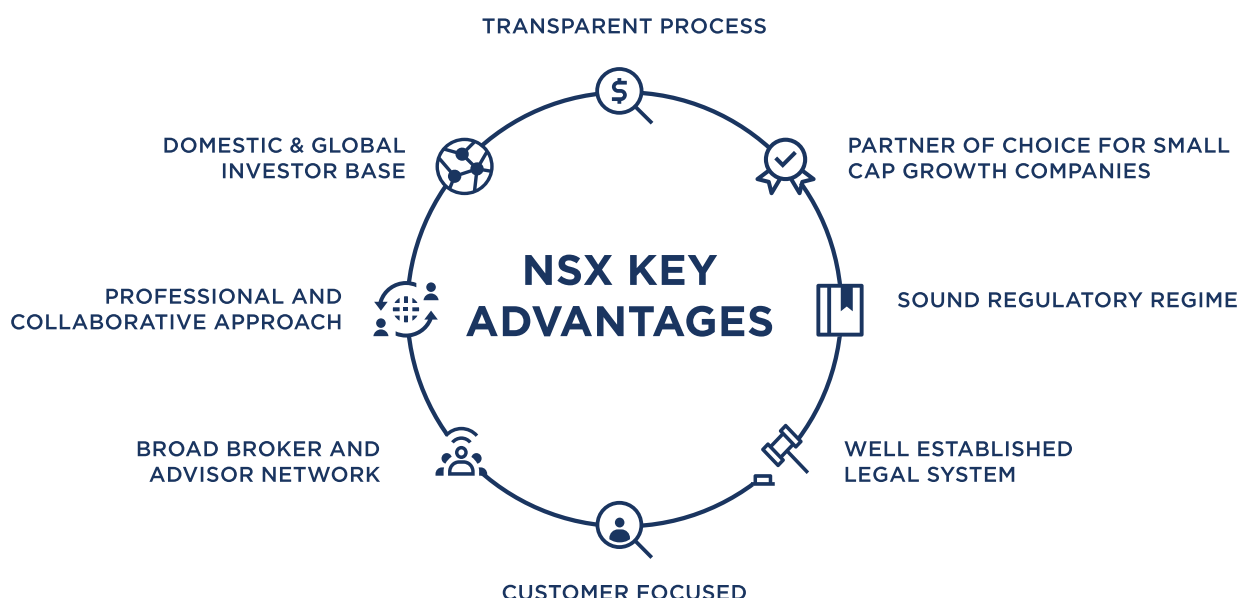 TRANSPARENT PROCESS
DOMESTIC & GLOBAL
INVESTOR BASE
PARTNER OF CHOICE FOR SMALL
CAP GROWTH COMPANIES
NSX KEY
ADVANTAGES
PROFESSIONAL AND
COLLABORATIVE APPROACH
SOUND REGULATORY REGIME
BROAD BROKER AND
ADVISOR NETWORK
WELL ESTABLISHED
LEGAL SYSTEM
CUSTOMER FOCUSED